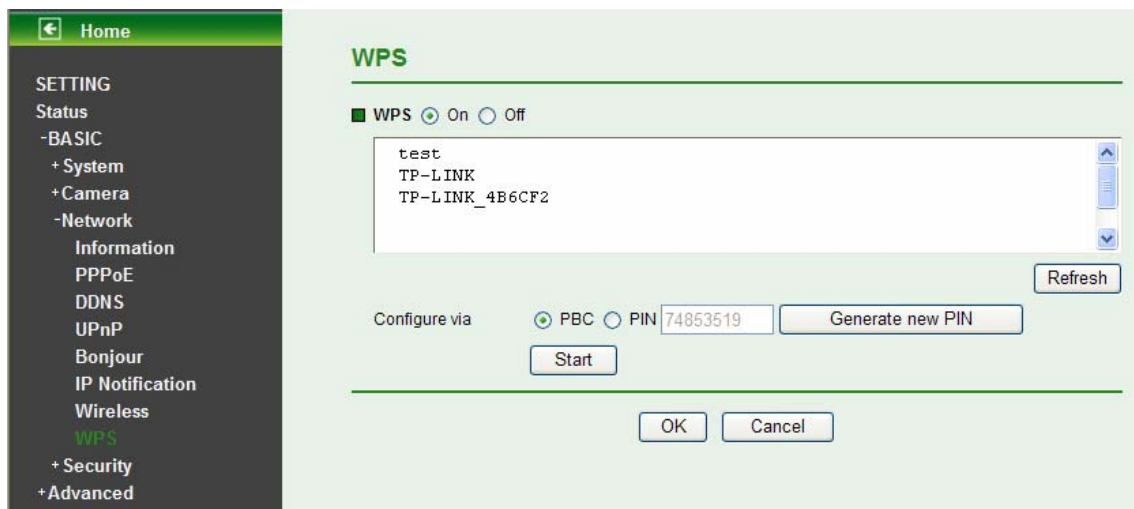 Home
SETTING
Status
-BASIC
+System
+Camera
-Network
Information
PPPoE
DDNS
UPnP
Bonjour
IP Notification
Wireless
WPS
+Security
+Advanced
WPS
WPS On Off
test
TP-LINK
TP-LINK_4B6CF2
Refresh
Configure via PBC PIN 74853519 Generate new PIN
Start
OK Cancel